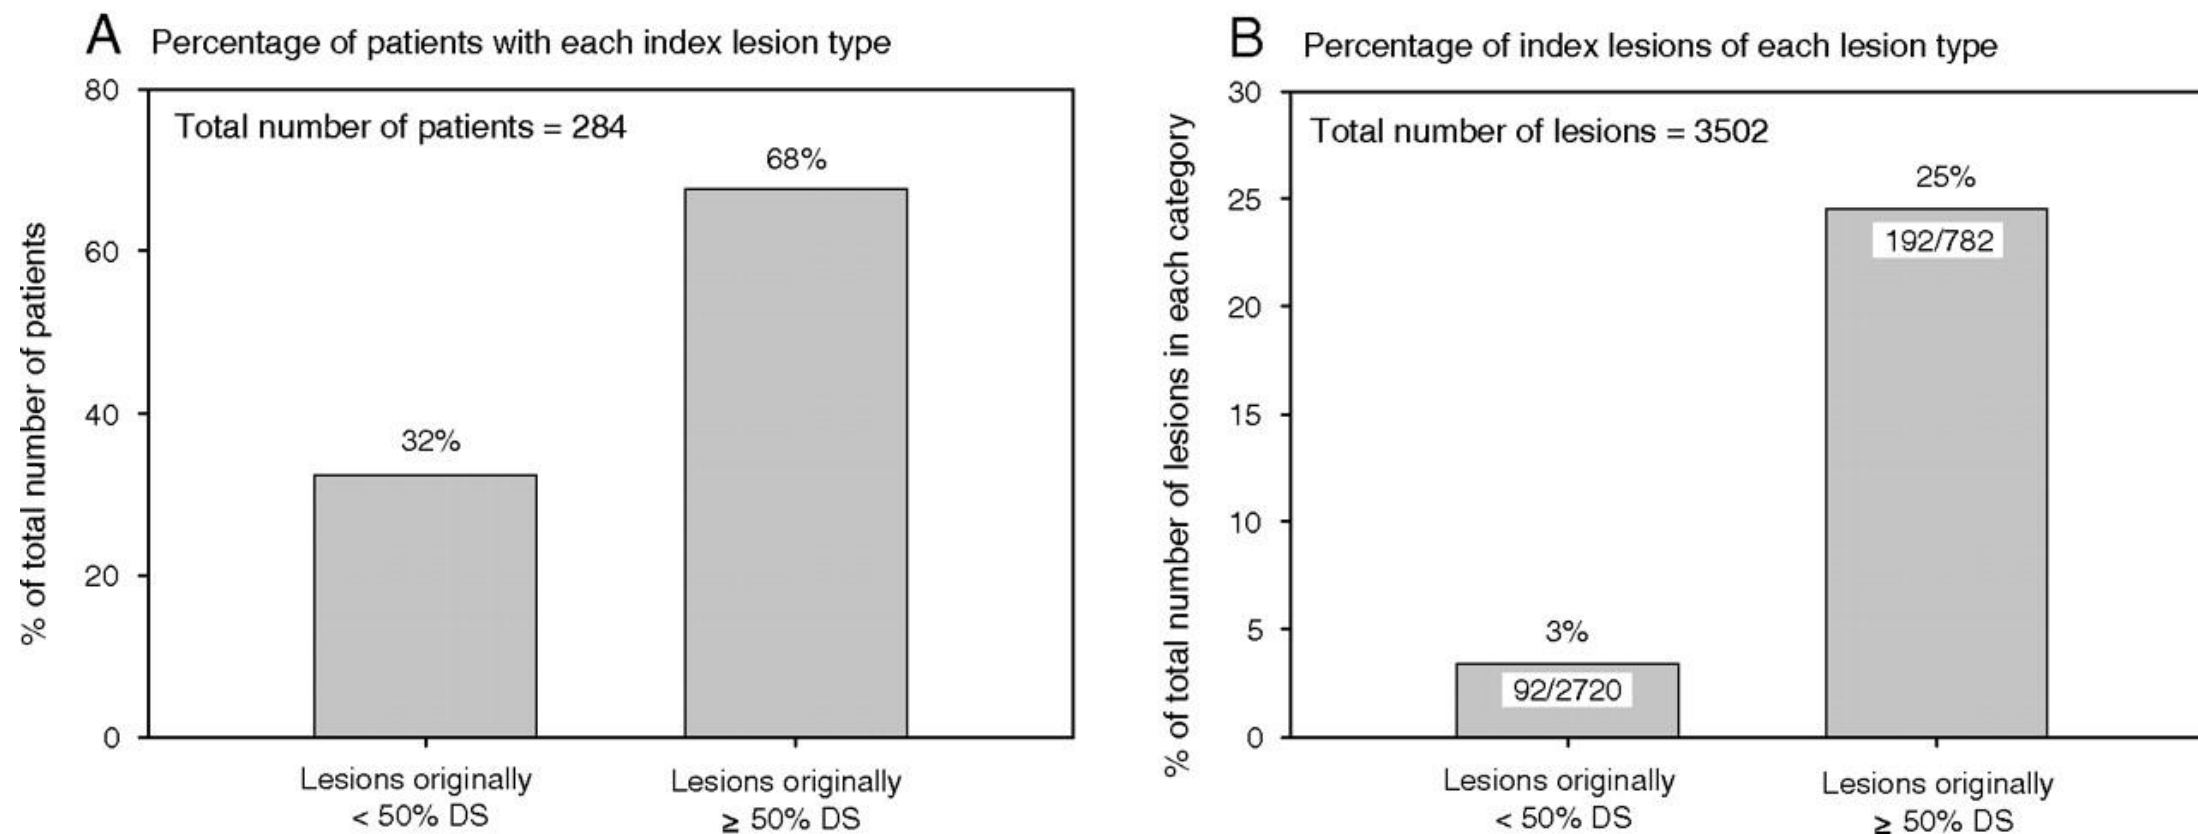 A Percentage of patients with each index lesion type
% of total number of patients
80
60
40
20
0
Total number of patients = 284
32%
68%
Lesions originally
< 50% DS
Lesions originally
≥ 50% DS
B Percentage of index lesions of each lesion type
% of total number of lesions in each category
30
25
20
15
10
5
0
Total number of lesions = 3502
3%
92/2720
25%
192/782
Lesions originally
< 50% DS
Lesions originally
≥ 50% DS